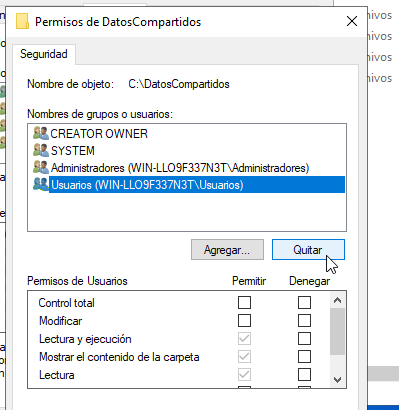 Permisos de DatosCompartidos
Seguridad
Nombre de objeto: C:\DatosCompartidos
Nombres de grupos o usuarios:
CREATOR OWNER
SYSTEM
Administradores (WIN-LLO9F337N3T\Administradores)
Usuarios (WIN-LLO9F337N3T\Usuarios)
Agregar... Quitar
Permisos de Usuarios Permitir Denegar
Control total
Modificar
Lectura y ejecución
Mostrar el contenido de la carpeta
Lectura